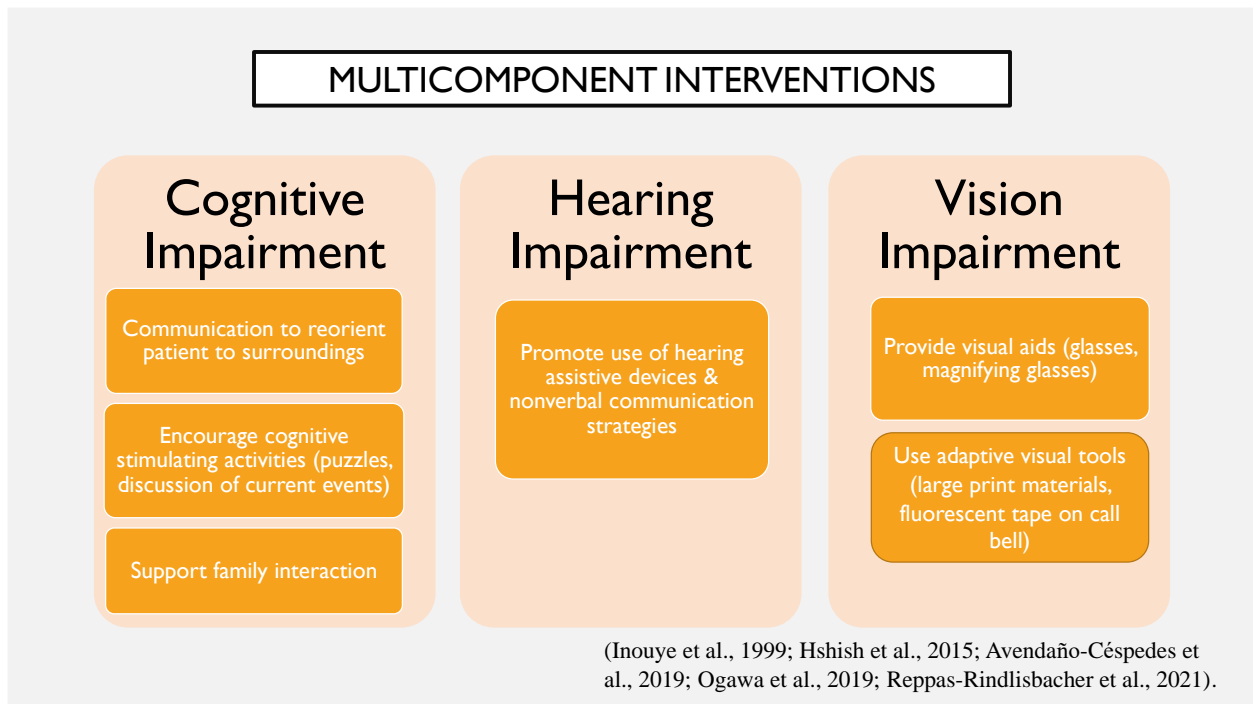 MULTICOMPONENT INTERVENTIONS
Cognitive
Impairment
Communication to reorient
patient to surroundings
Encourage cognitive
stimulating activities (puzzles,
discussion of current events)
Support family interaction
Hearing
Impairment
Promote use of hearing
assistive devices &
nonverbal communication
strategies
Vision
Impairment
Provide visual aids (glasses,
magnifying glasses)
Use adaptive visual tools
(large print materials,
fluorescent tape on call
bell)
(Inouye et al., 1999; Hshish et al., 2015; Avendaño-Céspedes et
al., 2019; Ogawa et al., 2019; Reppas-Rindlisbacher et al., 2021).